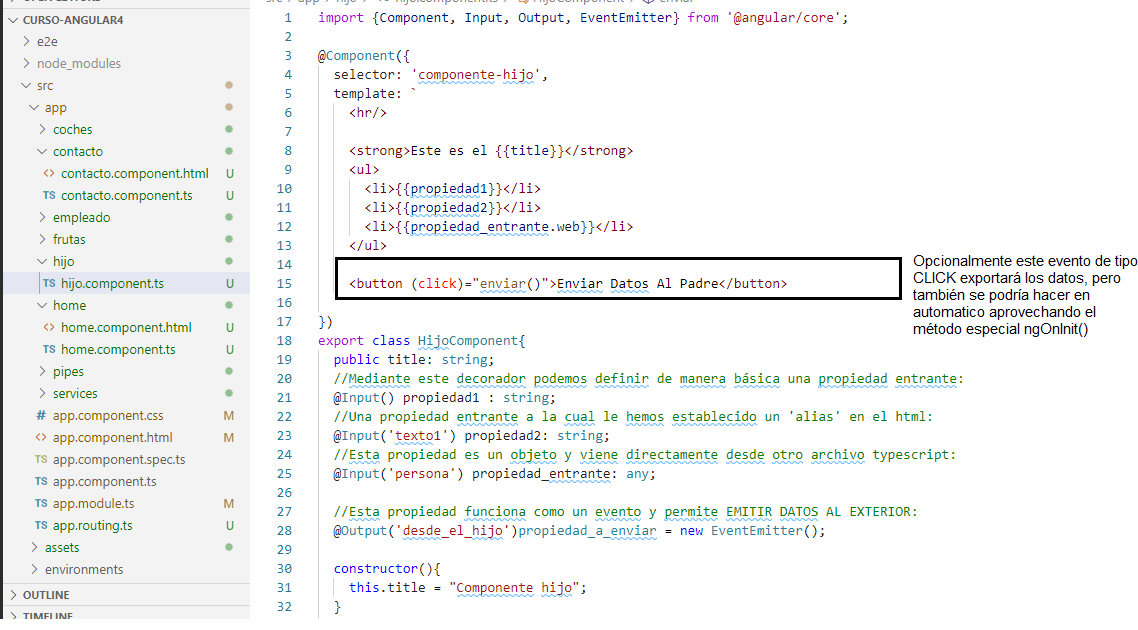 CURSO-ANGULAR4
e2e
node_modules
src
app
coches
contacto
contacto.component.html U
contacto.component.ts U
empleado
frutas
hijo
hijo.component.ts U
home
home.component.html U
home.component.ts U
pipes
services
app.component.css M
app.component.html M
app.component.spec.ts
app.component.ts
app.module.ts M
app.routing.ts U
assets
environments
OUTLINE
TIMELINE
1 import {Component, Input, Output, EventEmitter} from '@angular/core';
2
3 @Component({
4 selector: 'componente-hijo',
5 template: `
6 <hr/>
7
8 <strong>Este es el {{title}}</strong>
9 <ul>
10 <li>{{propiedad1}}</li>
11 <li>{{propiedad2}}</li>
12 <li>{{propiedad_entrante.web}}</li>
13 </ul>
14
15 <button (click)="enviar()">Enviar Datos Al Padre</button>
16
17 })
18 export class HijoComponent{
19 public title: string;
20 //Mediante este decorador podemos definir de manera básica una propiedad entrante:
21 @Input() propiedad1 : string;
22 //Una propiedad entrante a la cual le hemos establecido un 'alias' en el html:
23 @Input('texto1') propiedad2: string;
24 //Esta propiedad es un objeto y viene directamente desde otro archivo typescript:
25 @Input('persona') propiedad_entrante: any;
26
27 //Esta propiedad funciona como un evento y permite EMITIR DATOS AL EXTERIOR:
28 @Output('desde_el_hijo')propiedad_a_enviar = new EventEmitter();
29
30 constructor(){
31 this.title = "Componente hijo";
32 }
Opcionalmente este evento de tipo
CLICK exportará los datos, pero
también se podría hacer en
automatico aprovechando el
método especial ngOnInit()